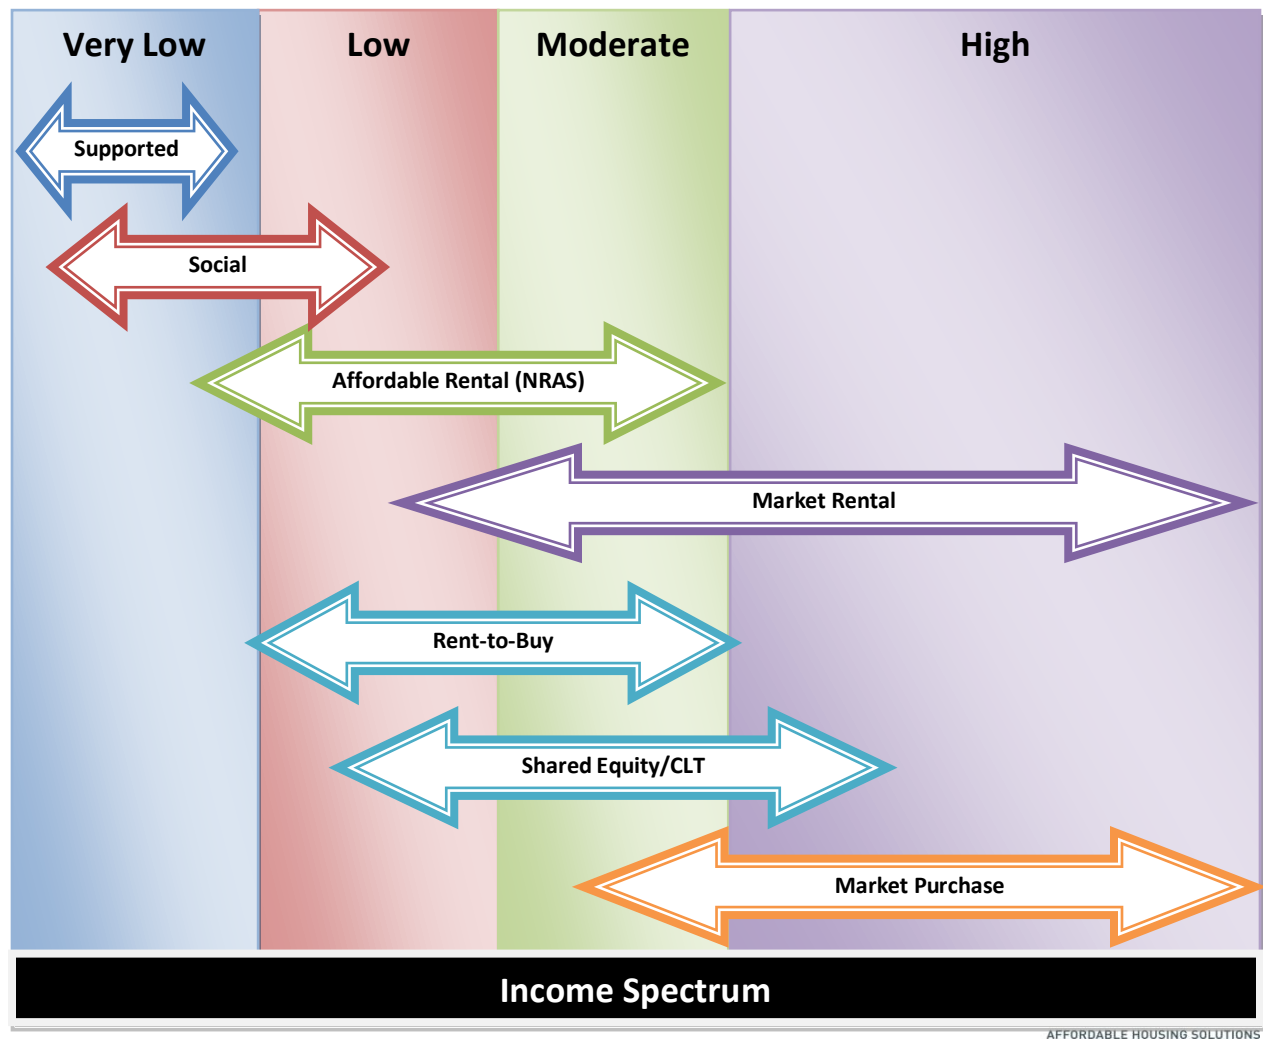 Very Low Low Moderate High
Supported
Social
Affordable Rental (NRAS)
Market Rental
Rent-to-Buy
Shared Equity/CLT
Market Purchase
Income Spectrum
AFFORDABLE HOUSING SOLUTIONS